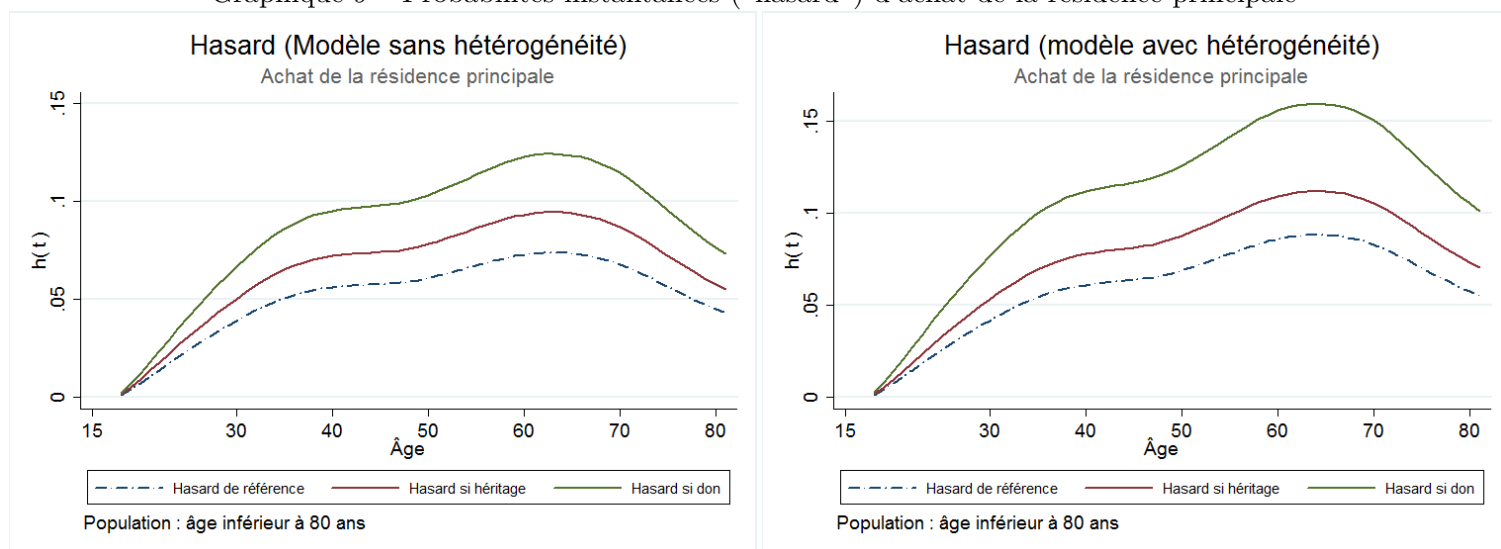 Hasard (Modèle sans hétérogénéité)
Achat de la résidence principale
.15
.1
.05
0
h( t )
15 30 40 50 60 70 80
Âge
Hasard de référence Hasard si héritage Hasard si don
Population : âge inférieur à 80 ans
Hasard (modèle avec hétérogénéité)
Achat de la résidence principale
.15
.1
.05
0
h( t )
15 30 40 50 60 70 80
Âge
Hasard de référence Hasard si héritage Hasard si don
Population : âge inférieur à 80 ans